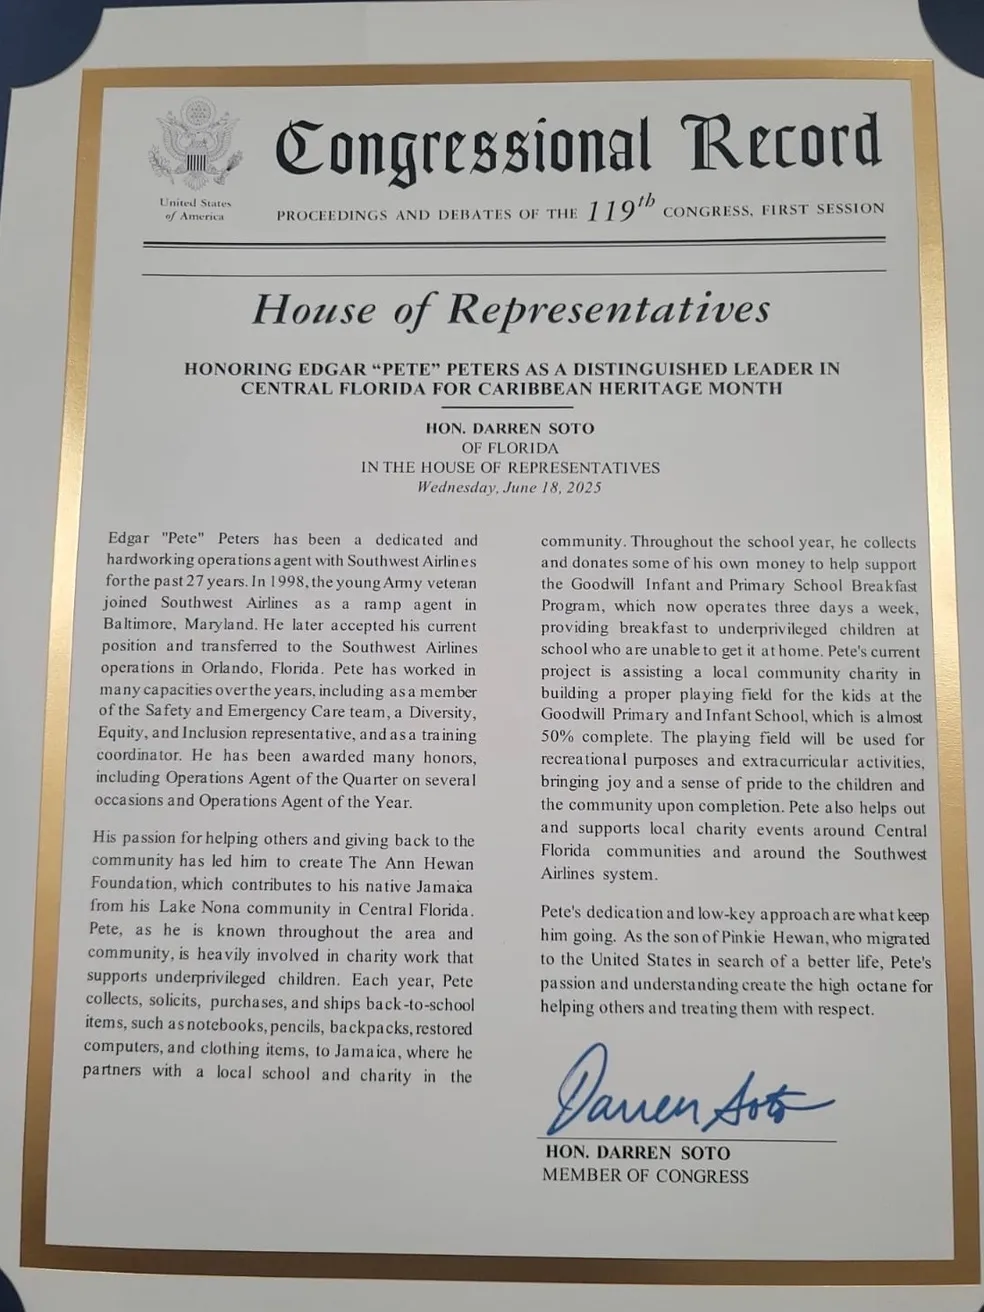 Congressional Record
United States
of America
PROCEEDINGS AND DEBATES OF THE 119th CONGRESS, FIRST SESSION
House of Representatives
HONORING EDGAR “PETE” PETERS AS A DISTINGUISHED LEADER IN
CENTRAL FLORIDA FOR CARIBBEAN HERITAGE MONTH
HON. DARREN SOTO
OF FLORIDA
IN THE HOUSE OF REPRESENTATIVES
Wednesday, June 18, 2025
Edgar "Pete" Peters has been a dedicated and
hardworking operations agent with Southwest Airlines
for the past 27 years. In 1998, the young Army veteran
joined Southwest Airlines as a ramp agent in
Baltimore, Maryland. He later accepted his current
position and transferred to the Southwest Airlines
operations in Orlando, Florida. Pete has worked in
many capacities over the years, including as a member
of the Safety and Emergency Care team, a Diversity,
Equity, and Inclusion representative, and as a training
coordinator. He has been awarded many honors,
including Operations Agent of the Quarter on several
occasions and Operations Agent of the Year.
His passion for helping others and giving back to the
community has led him to create The Ann Hewan
Foundation, which contributes to his native Jamaica
from his Lake Nona community in Central Florida.
Pete, as he is known throughout the area and
community, is heavily involved in charity work that
supports underprivileged children. Each year, Pete
collects, solicits, purchases, and ships back-to-school
items, such as notebooks, pencils, backpacks, restored
computers, and clothing items, to Jamaica, where he
partners with a local school and charity in the
community. Throughout the school year, he collects
and donates some of his own money to help support
the Goodwill Infant and Primary School Breakfast
Program, which now operates three days a week,
providing breakfast to underprivileged children at
school who are unable to get it at home. Pete's current
project is assisting a local community charity in
building a proper playing field for the kids at the
Goodwill Primary and Infant School, which is almost
50% complete. The playing field will be used for
recreational purposes and extracurricular activities,
bringing joy and a sense of pride to the children and
the community upon completion. Pete also helps out
and supports local charity events around Central
Florida communities and around the Southwest
Airlines system.
Pete's dedication and low-key approach are what keep
him going. As the son of Pinkie Hewan, who migrated
to the United States in search of a better life, Pete's
passion and understanding create the high octane for
helping others and treating them with respect.
Darren Soto
HON. DARREN SOTO
MEMBER OF CONGRESS